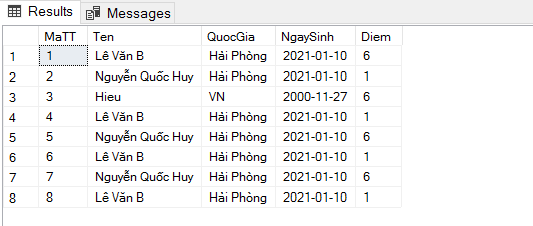 Results Messages
MaTT Ten QuocGia NgaySinh Diem
1 1 Lê Văn B Hải Phòng 2021-01-10 6
2 2 Nguyễn Quốc Huy Hải Phòng 2021-01-10 1
3 3 Hieu VN 2000-11-27 6
4 4 Lê Văn B Hải Phòng 2021-01-10 1
5 5 Nguyễn Quốc Huy Hải Phòng 2021-01-10 6
6 6 Lê Văn B Hải Phòng 2021-01-10 1
7 7 Nguyễn Quốc Huy Hải Phòng 2021-01-10 6
8 8 Lê Văn B Hải Phòng 2021-01-10 1